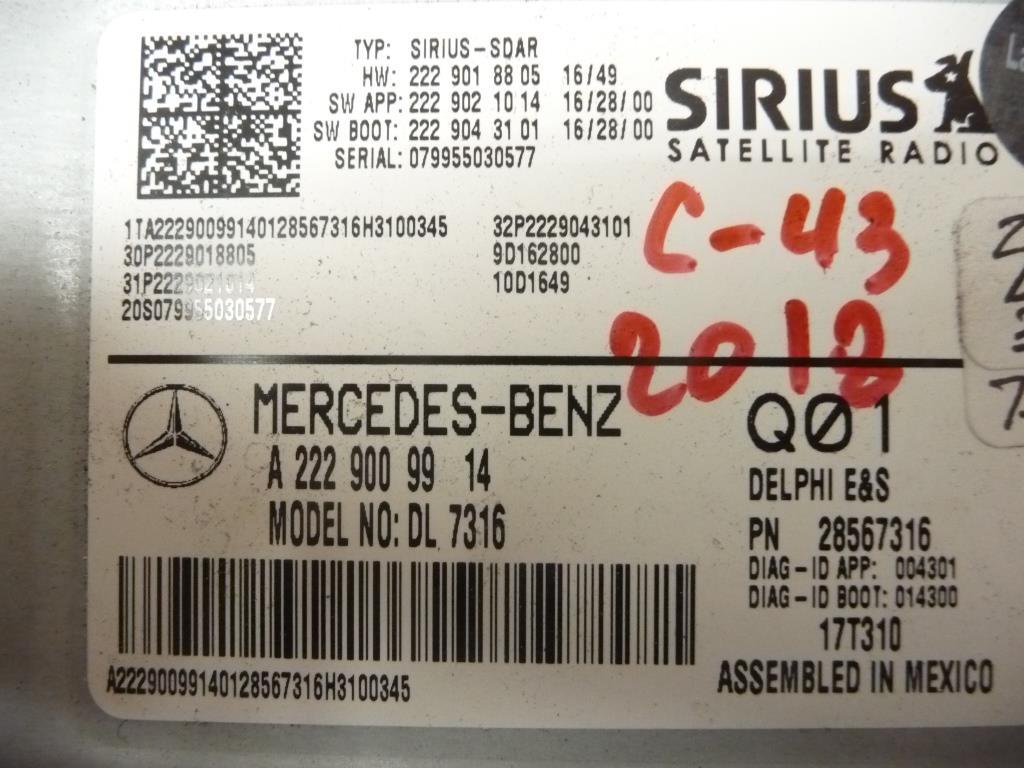 TYP: SIRIUS-SDAR
HW: 222 901 88 05 16/49
SW APP: 222 902 10 14 16/28/00
SW BOOT: 222 904 31 01 16/28/00
SERIAL: 079955030577
SIRIUS
SATELLITE RADIO
1TA22290099140128567316H3100345 32P2229043101
30P2229018805 9D162800
31P2229021014 10D1649
20S079955030577
C-43
2018
MERCEDES-BENZ Q01
A 222 900 99 14 DELPHI E&S
MODEL NO: DL 7316 PN 28567316
DIAG-ID APP: 004301
DIAG-ID BOOT: 014300
17T310
ASSEMBLED IN MEXICO
A22290099140128567316H3100345